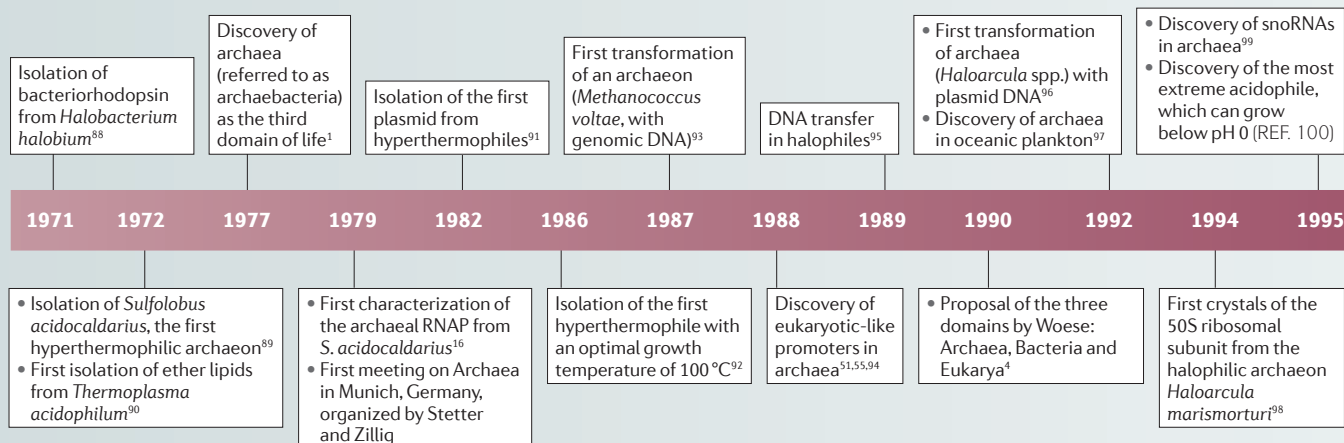 Isolation of
bacteriorhodopsin
from Halobacterium
halobium88
Discovery of
archaea
(referred to as
archaebacteria)
as the third
domain of life1
Isolation of the first
plasmid from
hyperthermophiles91
First transformation
of an archaeon
(Methanococcus
voltae, with
genomic DNA)93
DNA transfer
in halophiles95
• First transformation
of archaea
(Haloarcula spp.) with
plasmid DNA96
• Discovery of archaea
in oceanic plankton97
• Discovery of snoRNAs
in archaea99
• Discovery of the most
extreme acidophile,
which can grow
below pH 0 (REF. 100)
1971 1972 1977 1979 1982 1986 1987 1988 1989 1990 1992 1994 1995
• Isolation of Sulfolobus
acidocaldarius, the first
hyperthermophilic archaeon89
• First isolation of ether lipids
from Thermoplasma
acidophilum90
• First characterization of
the archaeal RNAP from
S. acidocaldarius16
• First meeting on Archaea
in Munich, Germany,
organized by Stetter
and Zillig
Isolation of the first
hyperthermophile with
an optimal growth
temperature of 100 °C92
Discovery of
eukaryotic-like
promoters in
archaea51,55,94
• Proposal of the three
domains by Woese:
Archaea, Bacteria and
Eukarya4
First crystals of the
50S ribosomal
subunit from the
halophilic archaeon
Haloarcula
marismortui98